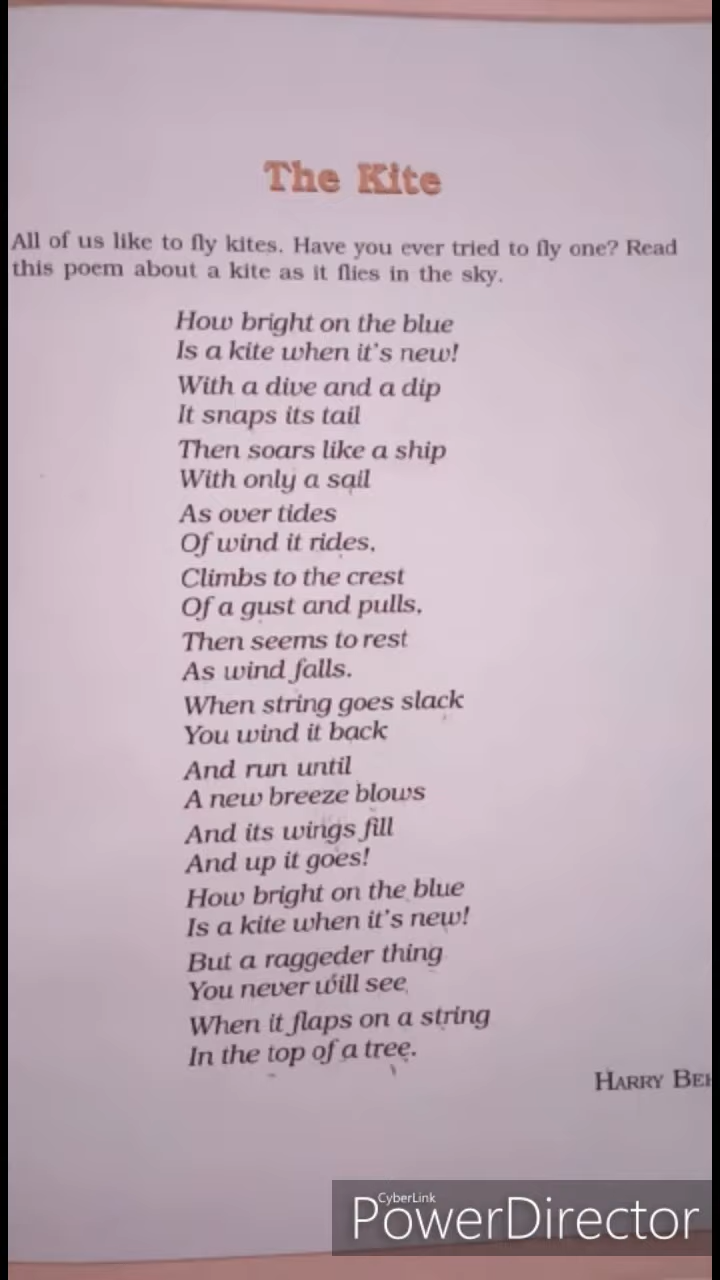 The Kite
All of us like to fly kites. Have you ever tried to fly one? Read
this poem about a kite as it flies in the sky.
How bright on the blue
Is a kite when it's new!
With a dive and a dip
It snaps its tail
Then soars like a ship
With only a sail
As over tides
Of wind it rides,
Climbs to the crest
Of a gust and pulls,
Then seems to rest
As wind falls.
When string goes slack
You wind it back
And run until
A new breeze blows
And its wings fill
And up it goes!
How bright on the blue
Is a kite when it's new!
But a raggeder thing
You never will see
When it flaps on a string
In the top of a tree.
HARRY
CyberLink
PowerDirector